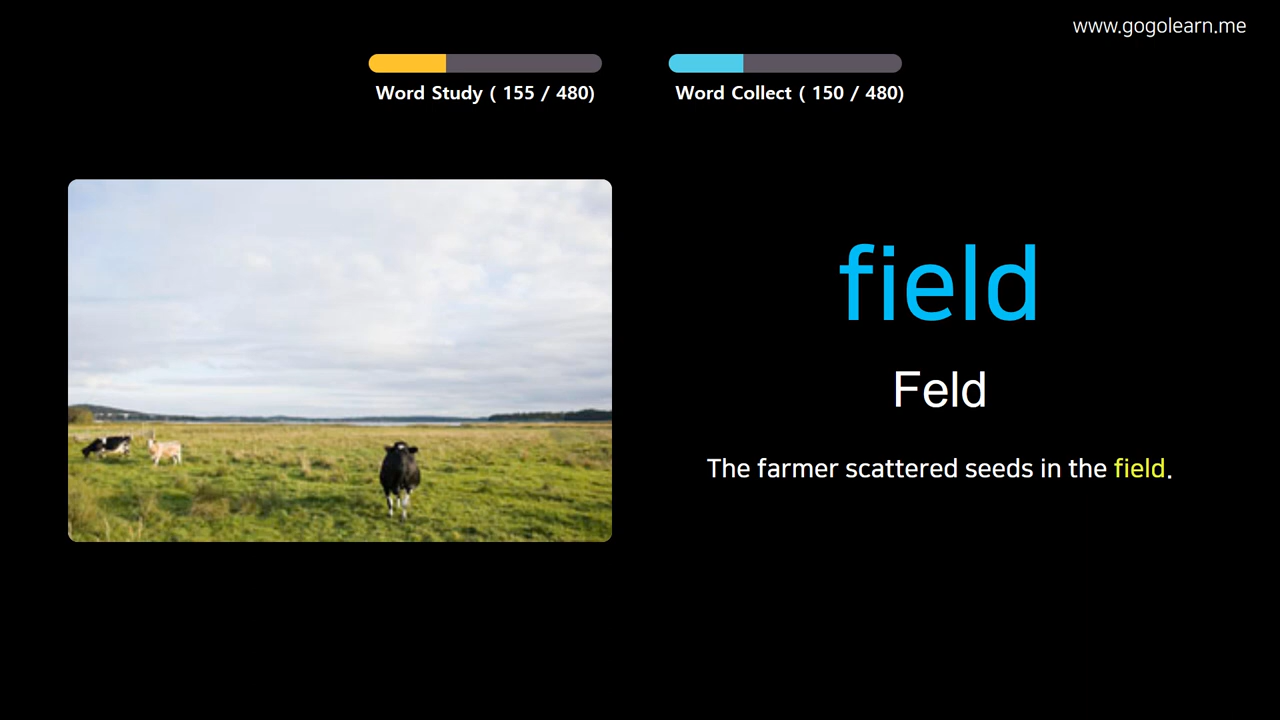 www.gogolearn.me
Word Study ( 155 / 480)
Word Collect ( 150 / 480)
field
Feld
The farmer scattered seeds in the field.